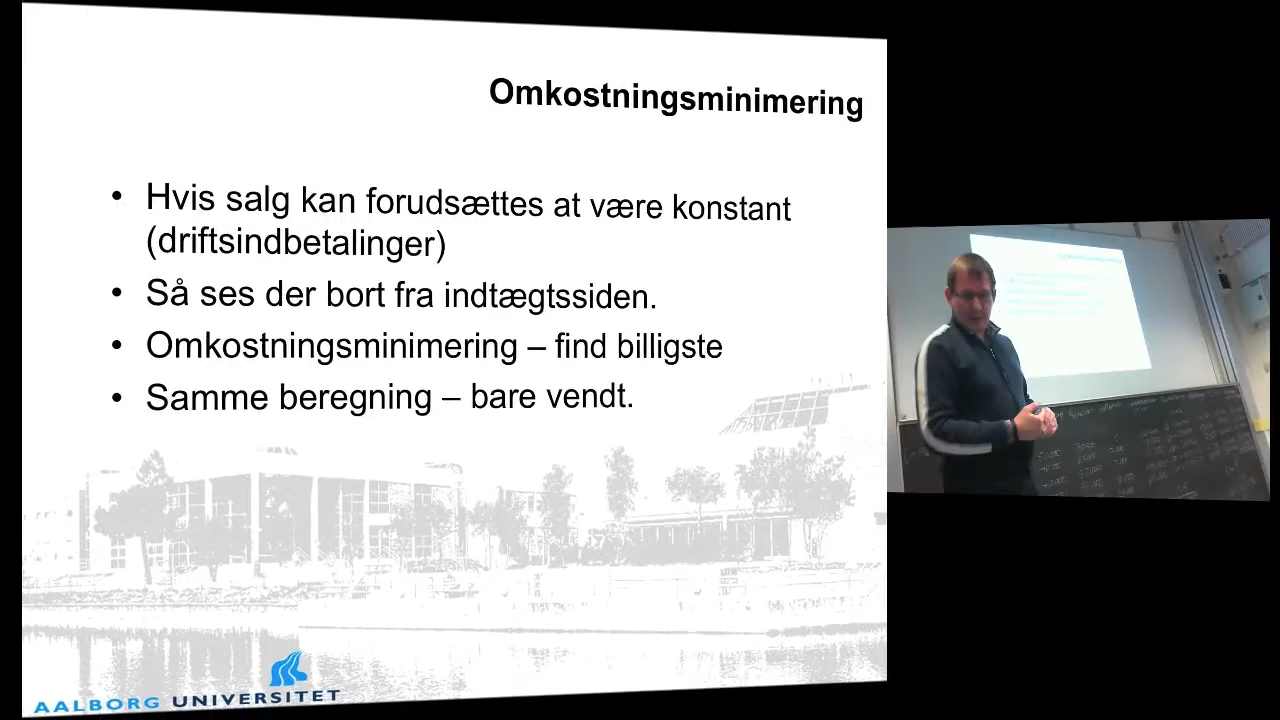 Omkostningsminimering
• Hvis salg kan forudsættes at være konstant
(driftsindbetalinger)
• Så ses der bort fra indtægtssiden.
• Omkostningsminimering – find billigste
• Samme beregning – bare vendt.
AALBORG UNIVERSITET